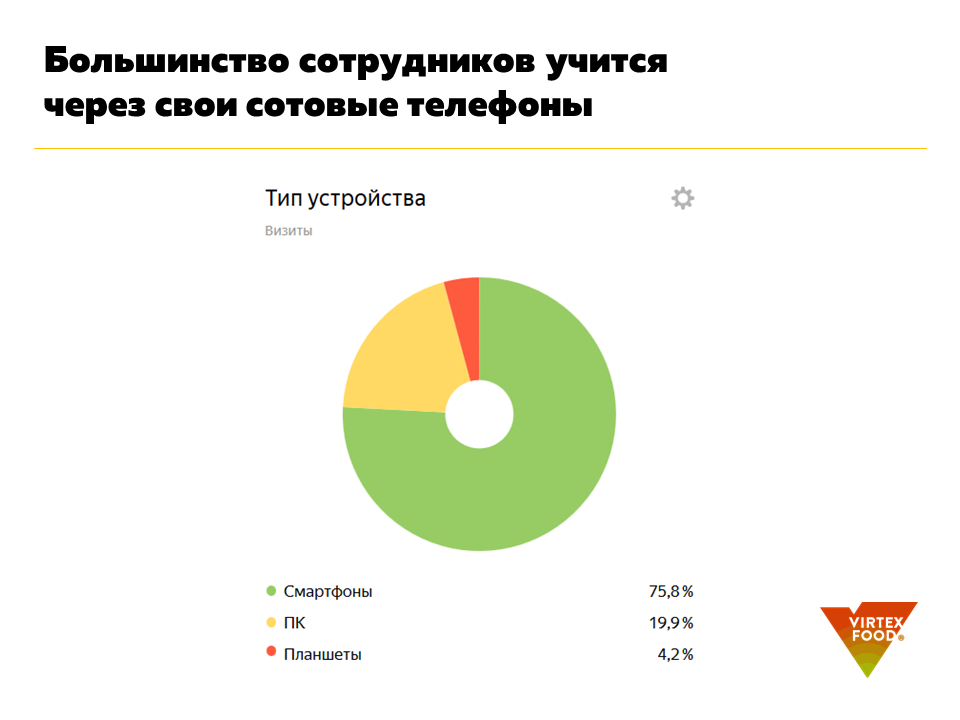 Большинство сотрудников учится
через свои сотовые телефоны
Тип устройства
Визиты
Смартфоны 75,8 %
ПК 19,9 %
Планшеты 4,2 %
VIRTEX
FOOD®